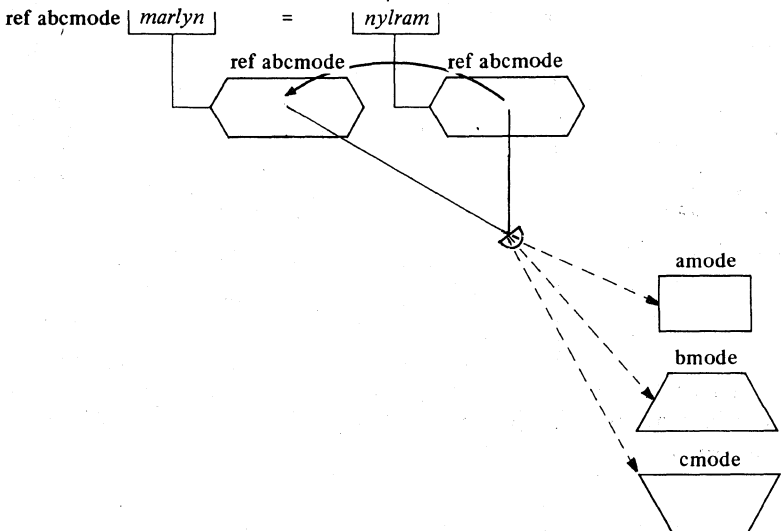 ref abcmode marlyn = nylram
ref abcmode ref abcmode
amode
bmode
cmode